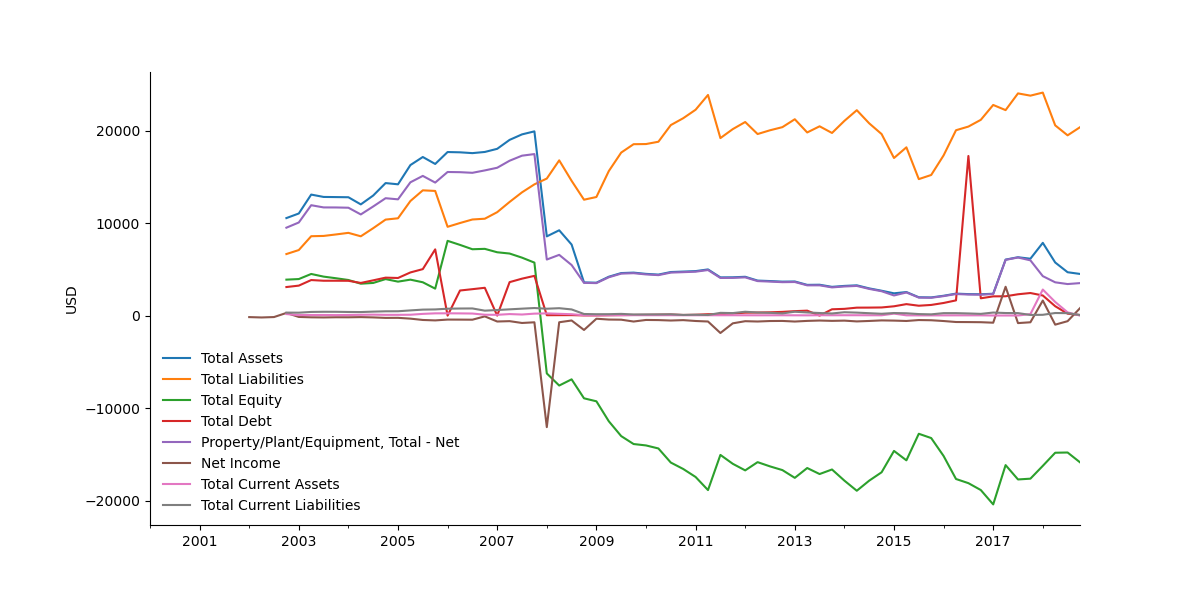 USD
20000
10000
0
−10000
−20000
Total Assets
Total Liabilities
Total Equity
Total Debt
Property/Plant/Equipment, Total - Net
Net Income
Total Current Assets
Total Current Liabilities
2001 2003 2005 2007 2009 2011 2013 2015 2017